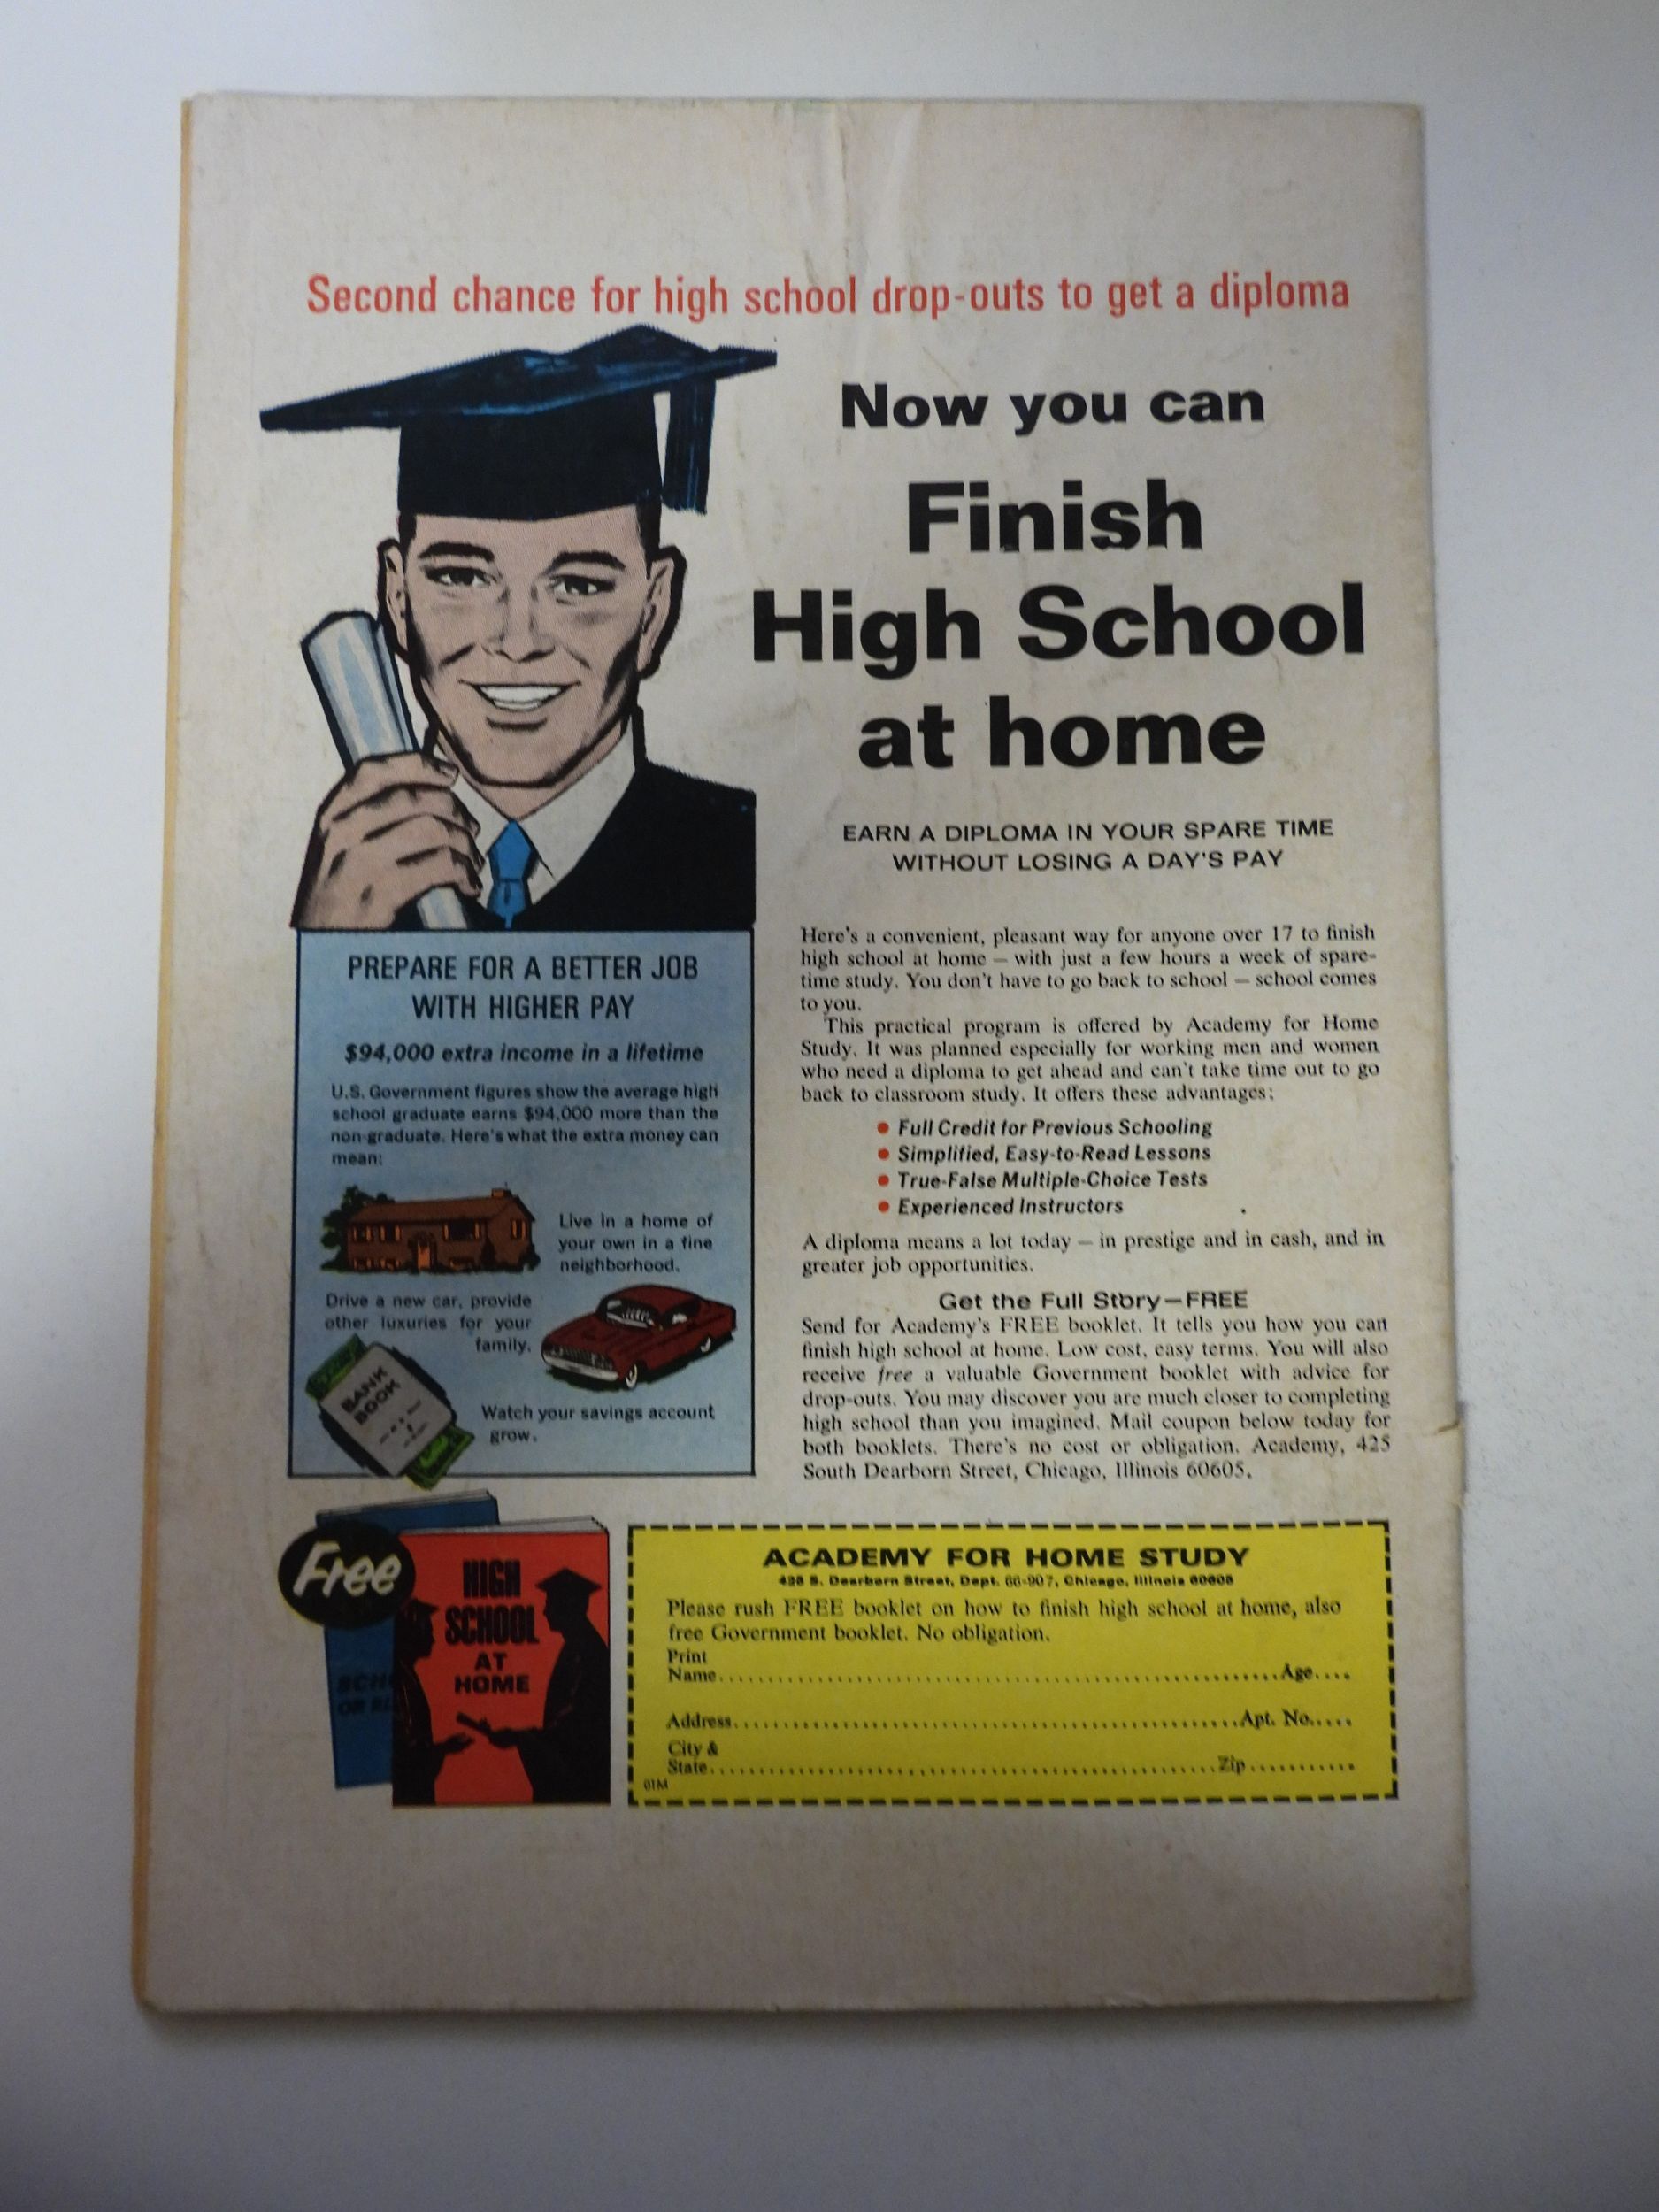 Second chance for high school drop-outs to get a diploma
Now you can
Finish
High School
at home
EARN A DIPLOMA IN YOUR SPARE TIME
WITHOUT LOSING A DAY'S PAY
PREPARE FOR A BETTER JOB
WITH HIGHER PAY
$94,000 extra income in a lifetime
U.S. Government figures show the average high
school graduate earns $94,000 more than the
non-graduate. Here's what the extra money can
mean:
Live in a home of
your own in a fine
neighborhood.
Drive a new car, provide
other luxuries for your
family.
BANK
BOOK
Watch your savings account
grow.
Here's a convenient, pleasant way for anyone over 17 to finish
high school at home — with just a few hours a week of spare-
time study. You don't have to go back to school — school comes
to you.
This practical program is offered by Academy for Home
Study. It was planned especially for working men and women
who need a diploma to get ahead and can't take time out to go
back to classroom study. It offers these advantages:
• Full Credit for Previous Schooling
• Simplified, Easy-to-Read Lessons
• True-False Multiple-Choice Tests
• Experienced Instructors
A diploma means a lot today — in prestige and in cash, and in
greater job opportunities.
Get the Full Story—FREE
Send for Academy's FREE booklet. It tells you how you can
finish high school at home. Low cost, easy terms. You will also
receive free a valuable Government booklet with advice for
drop-outs. You may discover you are much closer to completing
high school than you imagined. Mail coupon below today for
both booklets. There's no cost or obligation. Academy, 425
South Dearborn Street, Chicago, Illinois 60605.
Free
HIGH
SCHOOL
AT
HOME
ACADEMY FOR HOME STUDY
425 S. Dearborn Street, Dept. 66-907, Chicago, Illinois 60605
Please rush FREE booklet on how to finish high school at home, also
free Government booklet. No obligation.
Print
Name....................Age....
Address....................Apt. No.....
City &
State....................Zip...........
01M